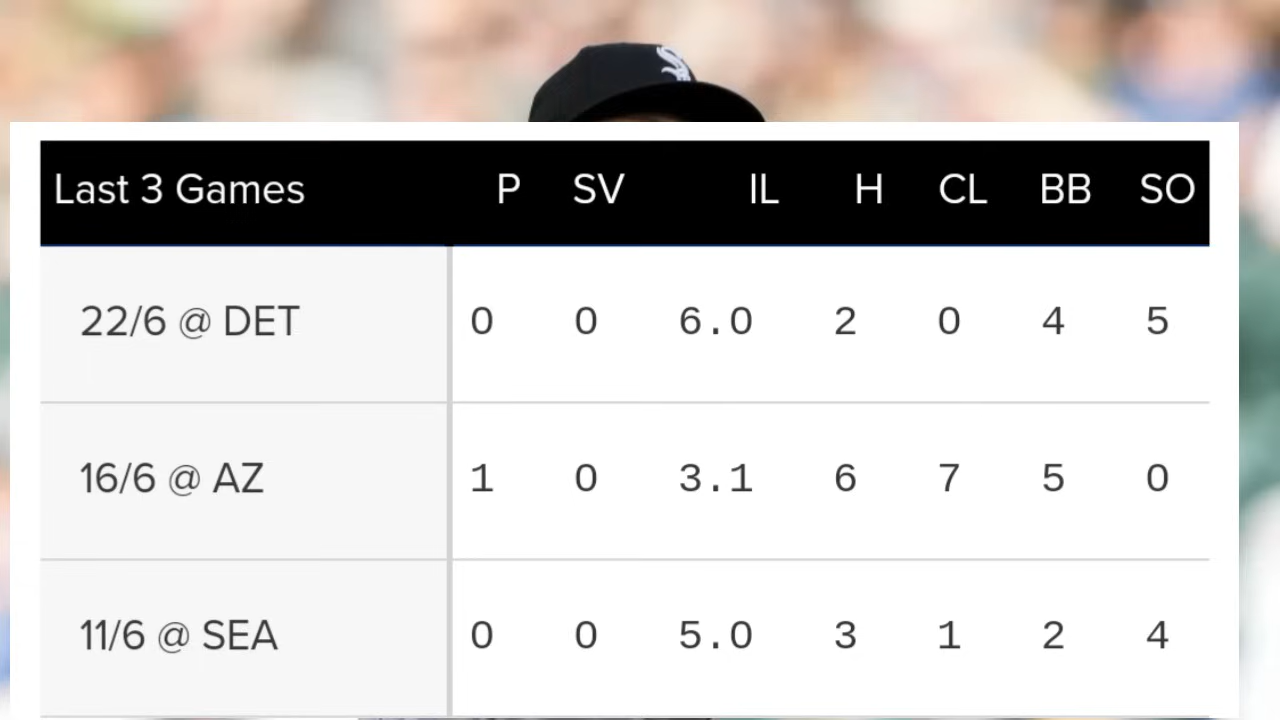 Last 3 Games P SV IL H CL BB SO
22/6 @ DET 0 0 6.0 2 0 4 5
16/6 @ AZ 1 0 3.1 6 7 5 0
11/6 @ SEA 0 0 5.0 3 1 2 4